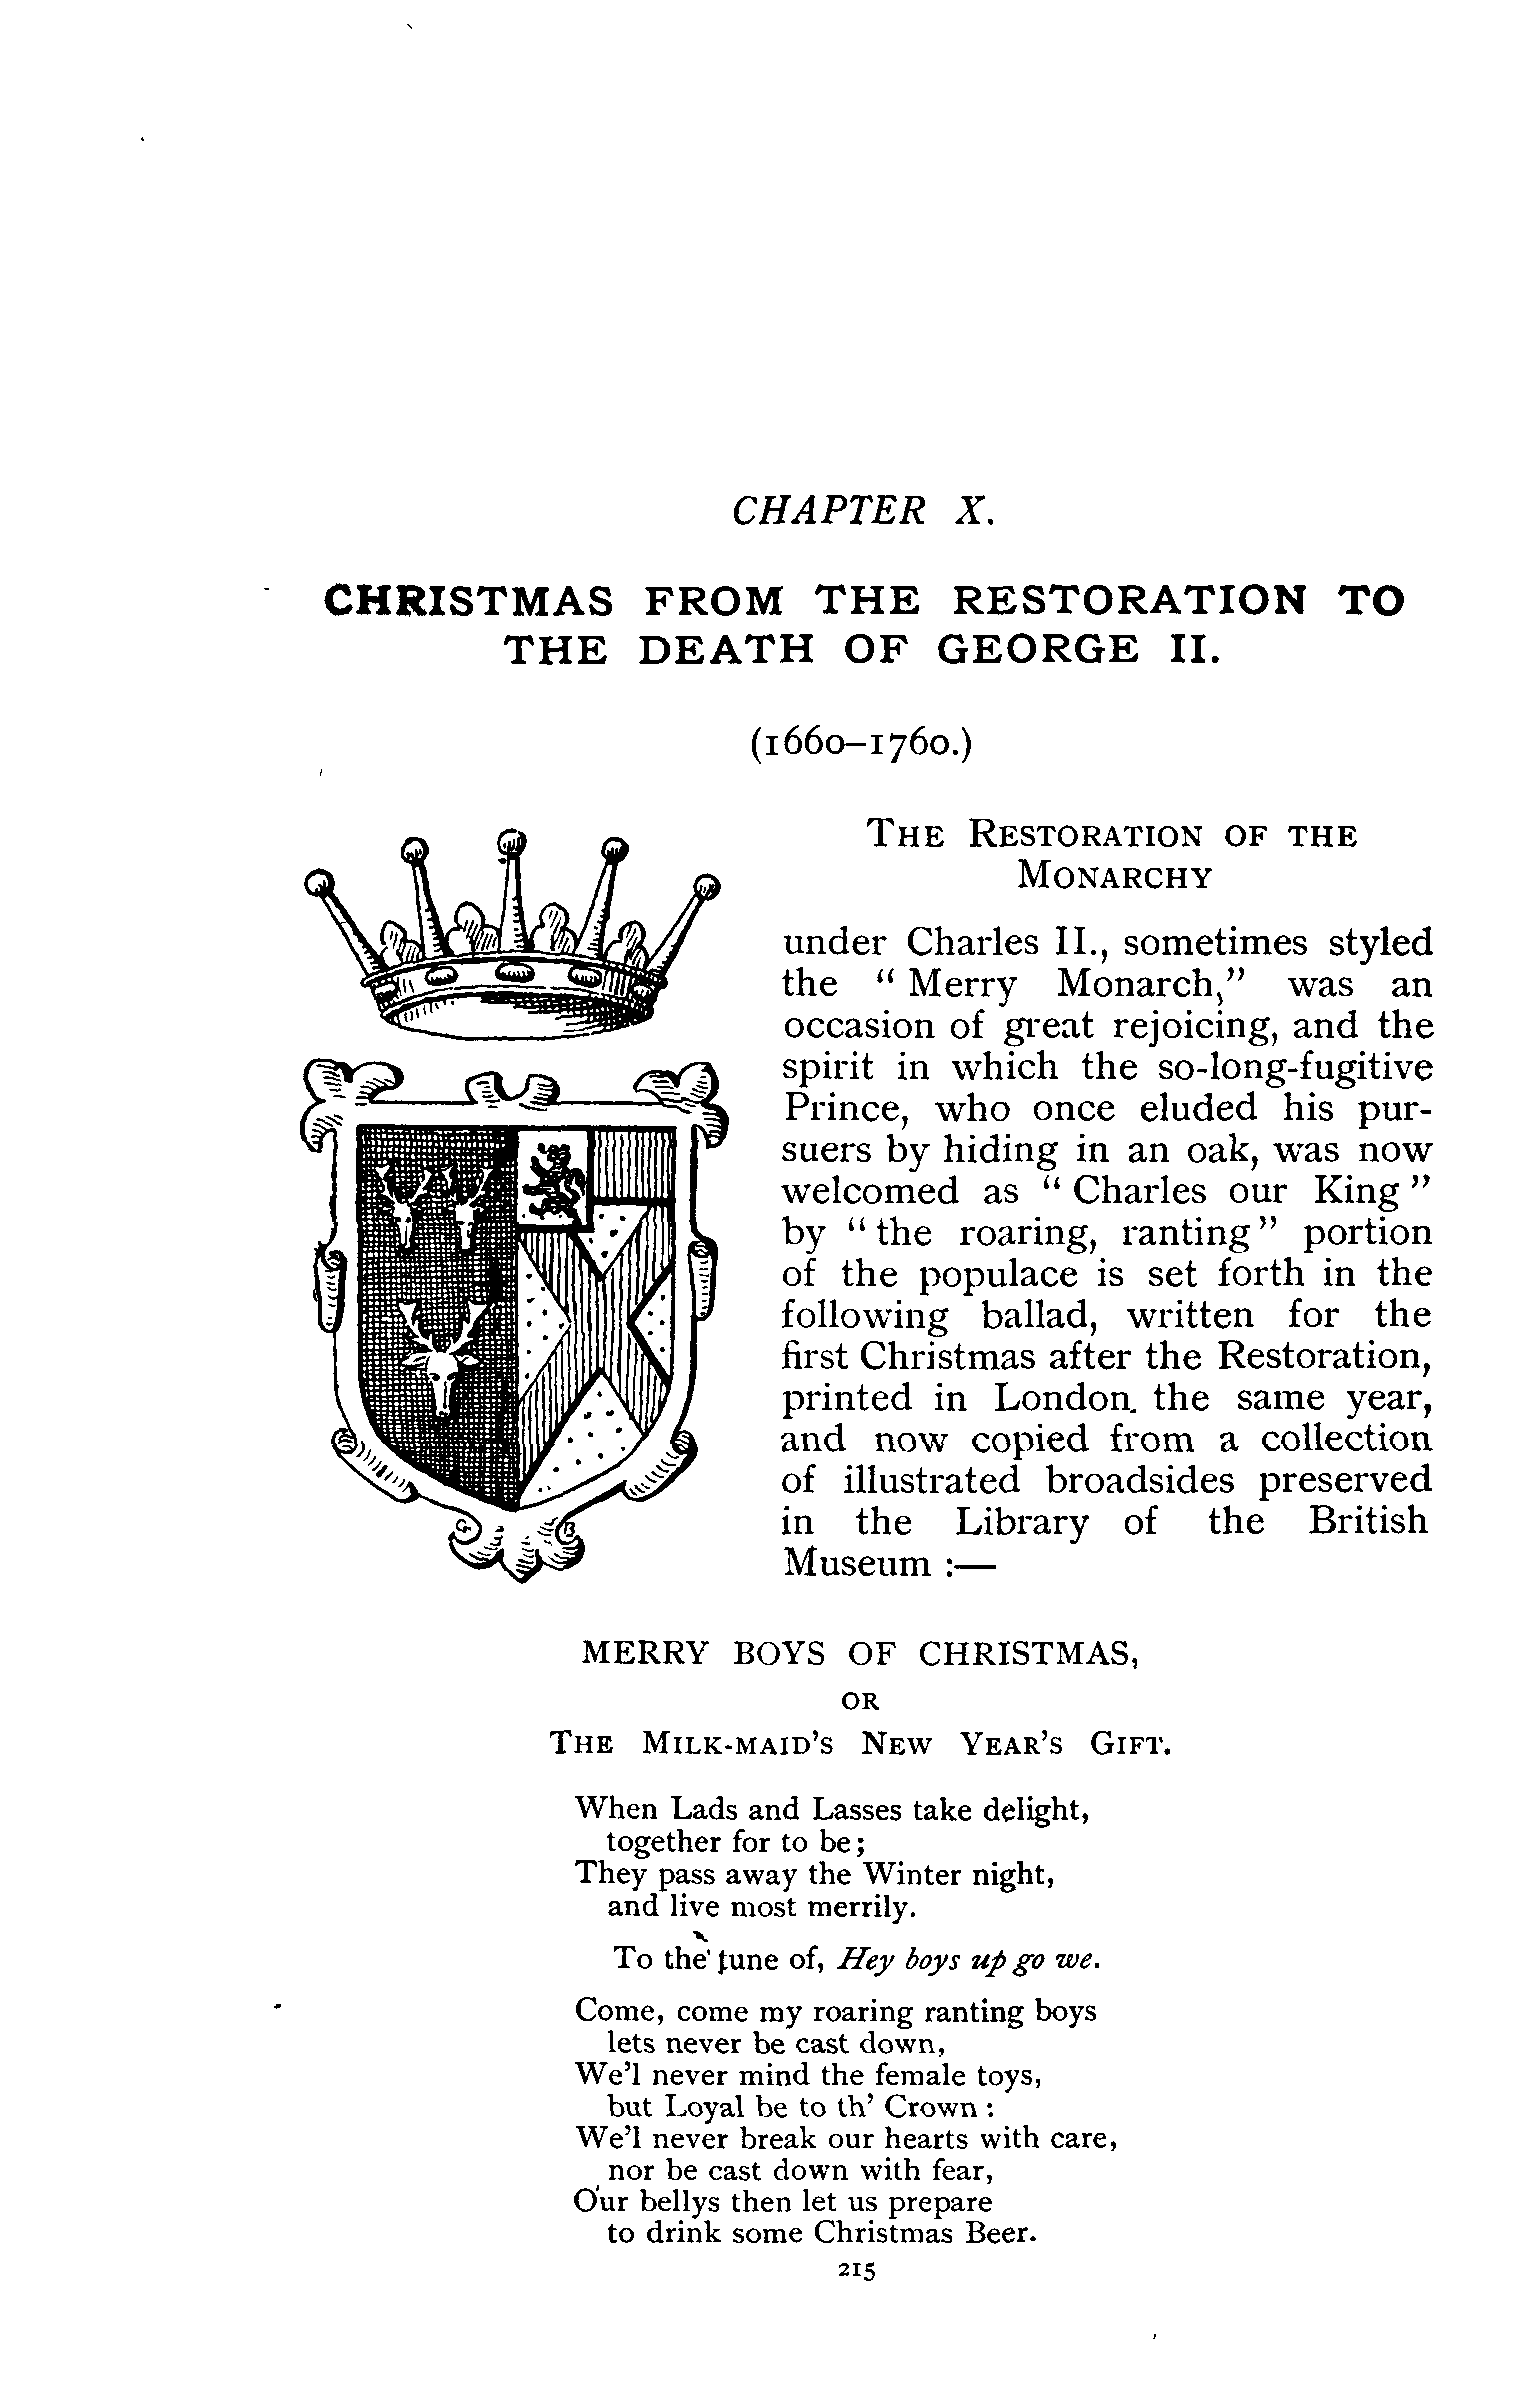 CHAPTER X.
CHRISTMAS FROM THE RESTORATION TO
THE DEATH OF GEORGE II.
(1660–1760.)
THE RESTORATION OF THE
MONARCHY
under Charles II., sometimes styled
the “Merry Monarch,” was an
occasion of great rejoicing, and the
spirit in which the so-long-fugitive
Prince, who once eluded his pur-
suers by hiding in an oak, was now
welcomed as “Charles our King”
by “the roaring, ranting” portion
of the populace is set forth in the
following ballad, written for the
first Christmas after the Restoration,
printed in London. the same year,
and now copied from a collection
of illustrated broadsides preserved
in the Library of the British
Museum :—
G B
MERRY BOYS OF CHRISTMAS,
OR
THE MILK-MAID’S NEW YEAR’S GIFT.
When Lads and Lasses take delight,
together for to be;
They pass away the Winter night,
and live most merrily.
To the tune of, Hey boys up go we.
Come, come my roaring ranting boys
lets never be cast down,
We’l never mind the female toys,
but Loyal be to th’ Crown :
We’l never break our hearts with care,
nor be cast down with fear,
Our bellys then let us prepare
to drink some Christmas Beer.
215